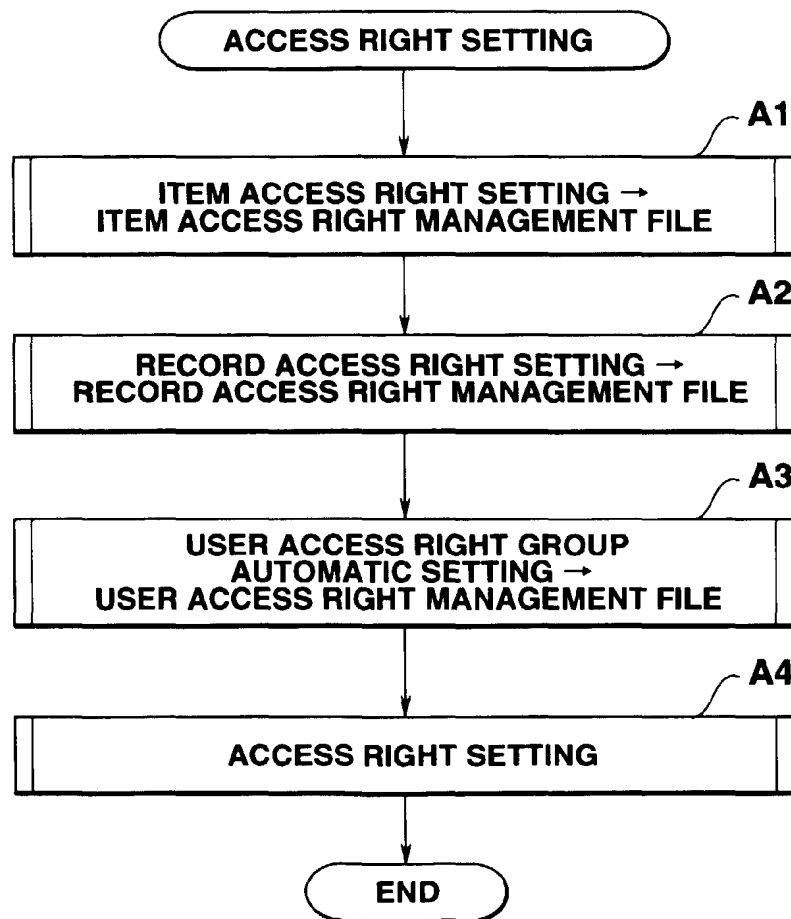 ACCESS RIGHT SETTING
A1
ITEM ACCESS RIGHT SETTING →
ITEM ACCESS RIGHT MANAGEMENT FILE
A2
RECORD ACCESS RIGHT SETTING →
RECORD ACCESS RIGHT MANAGEMENT FILE
A3
USER ACCESS RIGHT GROUP
AUTOMATIC SETTING →
USER ACCESS RIGHT MANAGEMENT FILE
A4
ACCESS RIGHT SETTING
END